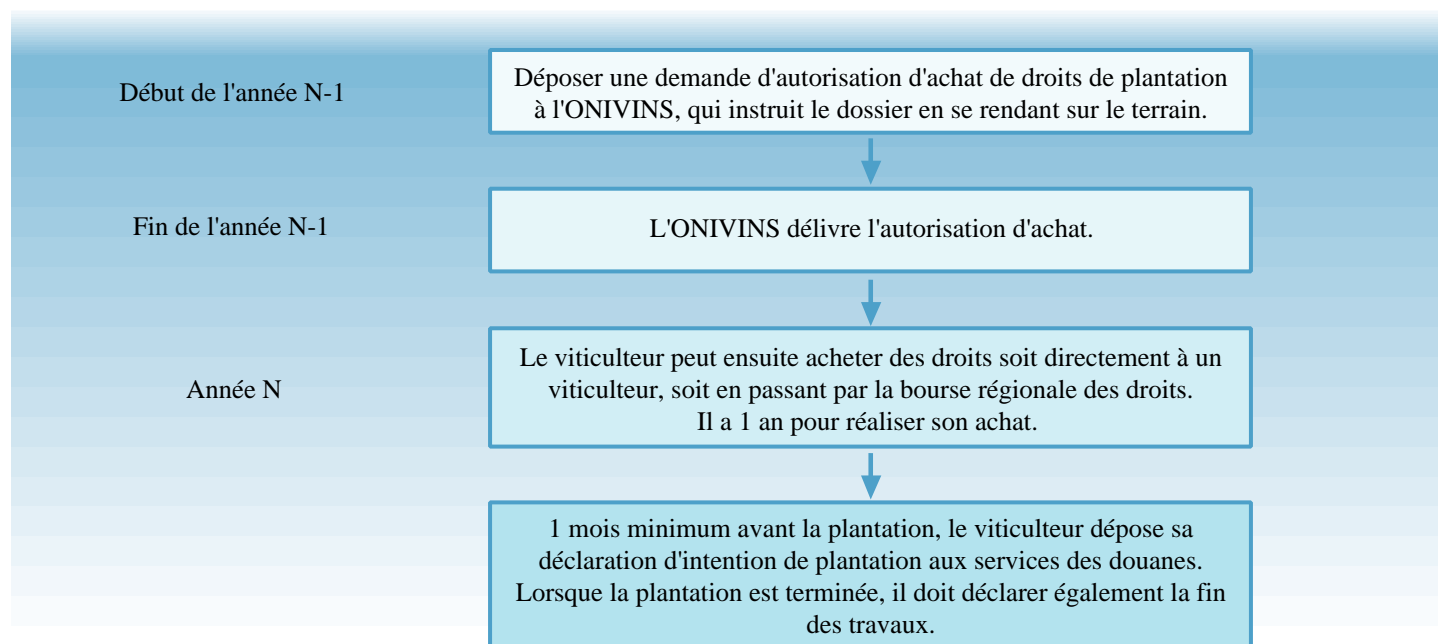 Début de l'année N-1
Déposer une demande d'autorisation d'achat de droits de plantation
à l'ONIVINS, qui instruit le dossier en se rendant sur le terrain.
Fin de l'année N-1
L'ONIVINS délivre l'autorisation d'achat.
Année N
Le viticulteur peut ensuite acheter des droits soit directement à un
viticulteur, soit en passant par la bourse régionale des droits.
Il a 1 an pour réaliser son achat.
1 mois minimum avant la plantation, le viticulteur dépose sa
déclaration d'intention de plantation aux services des douanes.
Lorsque la plantation est terminée, il doit déclarer également la fin
des travaux.